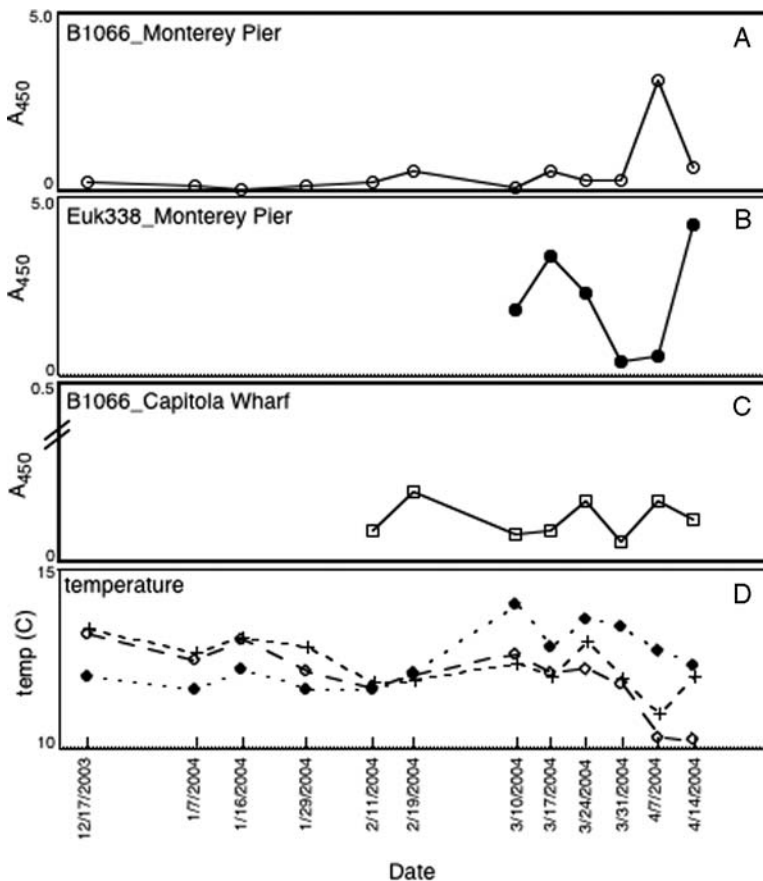 5.0
B1066_Monterey Pier
A
A450
0
5.0
Euk338_Monterey Pier
B
A450
0
0.5
B1066_Capitola Wharf
C
A450
0
15
temperature
D
temp (C)
10
12/17/2003
1/7/2004
1/16/2004
1/29/2004
2/11/2004
2/19/2004
3/10/2004
3/17/2004
3/24/2004
3/31/2004
4/7/2004
4/14/2004
Date